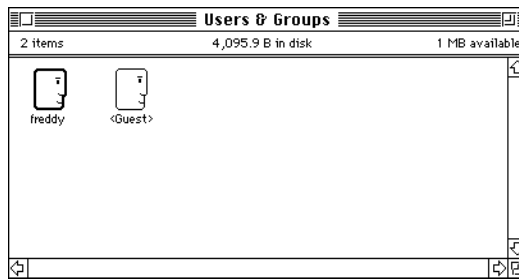 Users & Groups
2 items 4,095.9 B in disk 1 MB available
freddy <Guest>